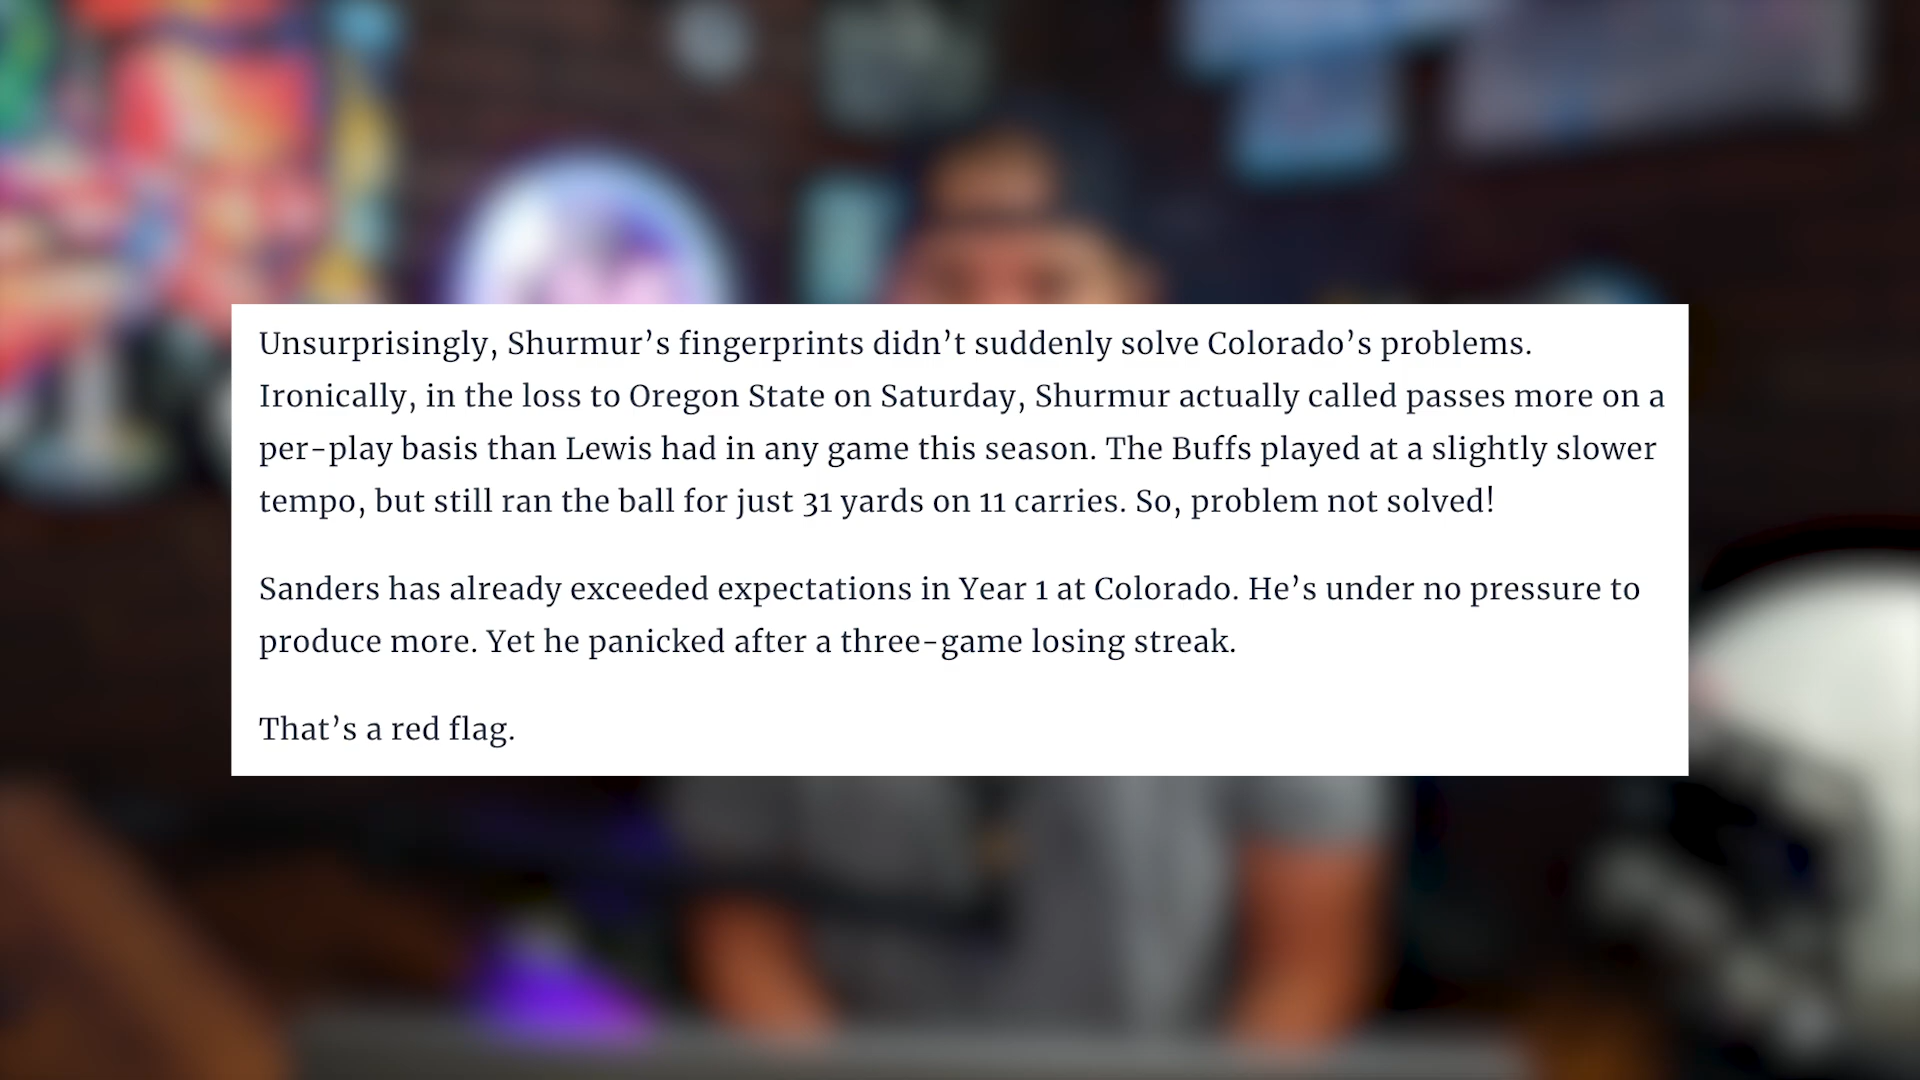 Unsurprisingly, Shurmur’s fingerprints didn’t suddenly solve Colorado’s problems.
Ironically, in the loss to Oregon State on Saturday, Shurmur actually called passes more on a
per-play basis than Lewis had in any game this season. The Buffs played at a slightly slower
tempo, but still ran the ball for just 31 yards on 11 carries. So, problem not solved!
Sanders has already exceeded expectations in Year 1 at Colorado. He’s under no pressure to
produce more. Yet he panicked after a three-game losing streak.
That’s a red flag.